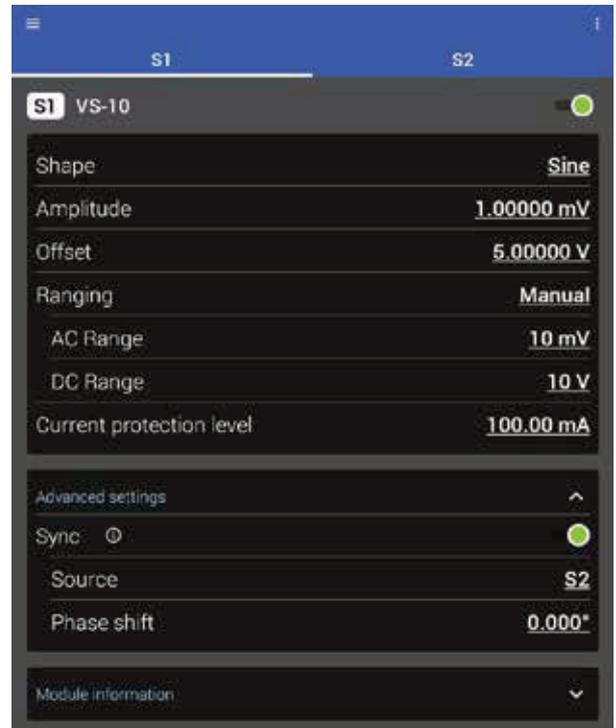 S1 S2
S1 VS-10
Shape Sine
Amplitude 1.00000 mV
Offset 5.00000 V
Ranging Manual
AC Range 10 mV
DC Range 10 V
Current protection level 100.00 mA
Advanced settings
Sync
Source S2
Phase shift 0.000°
Module information